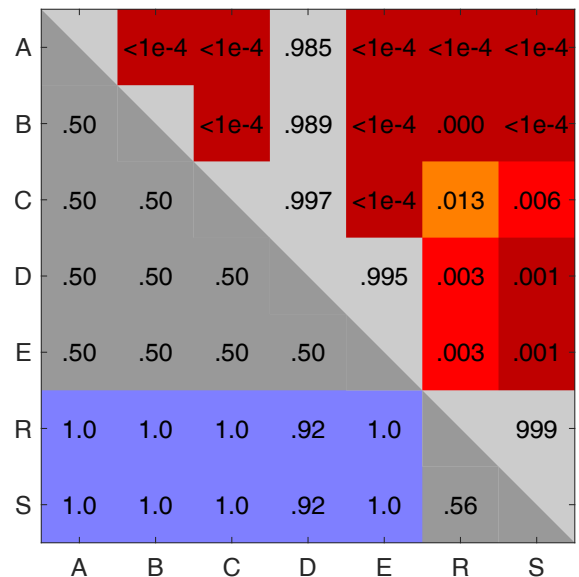 A <1e-4 <1e-4 .985 <1e-4 <1e-4 <1e-4
B .50 <1e-4 .989 <1e-4 .000 <1e-4
C .50 .50 .997 <1e-4 .013 .006
D .50 .50 .50 .995 .003 .001
E .50 .50 .50 .50 .003 .001
R 1.0 1.0 1.0 .92 1.0 999
S 1.0 1.0 1.0 .92 1.0 .56
A B C D E R S